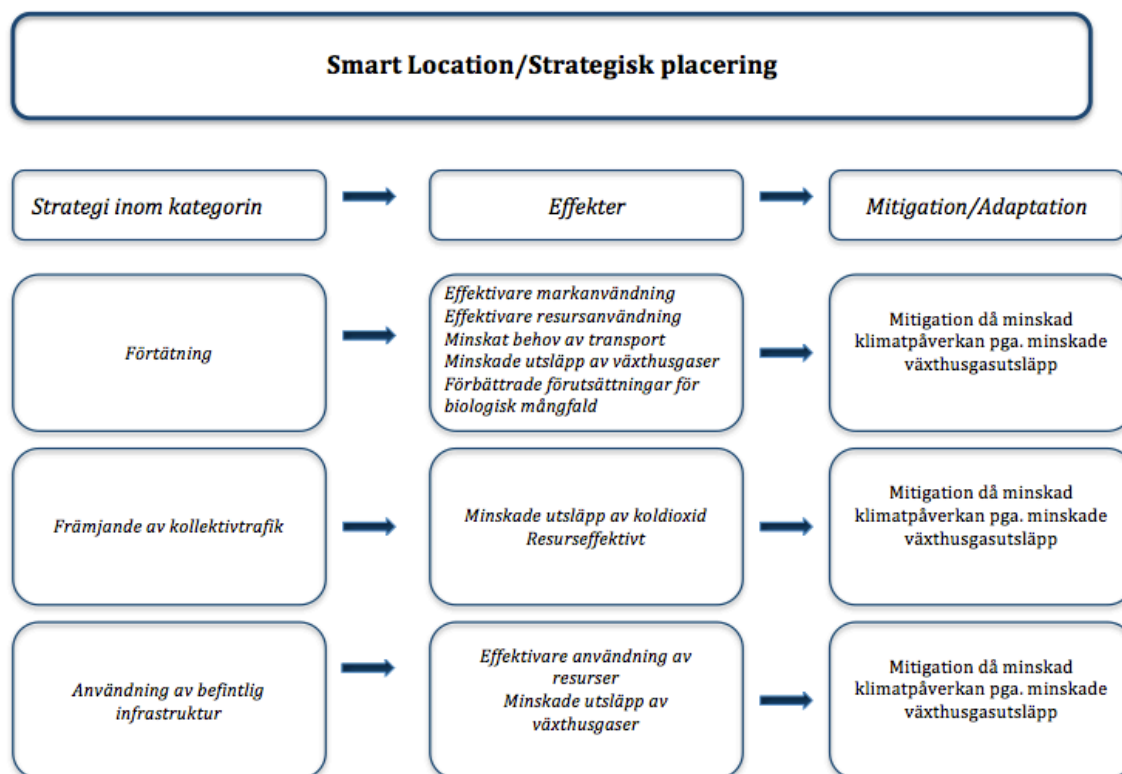 Smart Location/Strategisk placering
Strategi inom kategorin
Effekter
Mitigation/Adaptation
Förtätning
Effektivare markanvändning
Effektivare resursanvändning
Minskat behov av transport
Minskade utsläpp av växthusgaser
Förbättrade förutsättningar för
biologisk mångfald
Mitigation då minskad
klimatpåverkan pga. minskade
växthusgasutsläpp
Främjande av kollektivtrafik
Minskade utsläpp av koldioxid
Resurseffektivt
Mitigation då minskad
klimatpåverkan pga. minskade
växthusgasutsläpp
Användning av befintlig
infrastruktur
Effektivare användning av
resurser
Minskade utsläpp av
växthusgaser
Mitigation då minskad
klimatpåverkan pga. minskade
växthusgasutsläpp